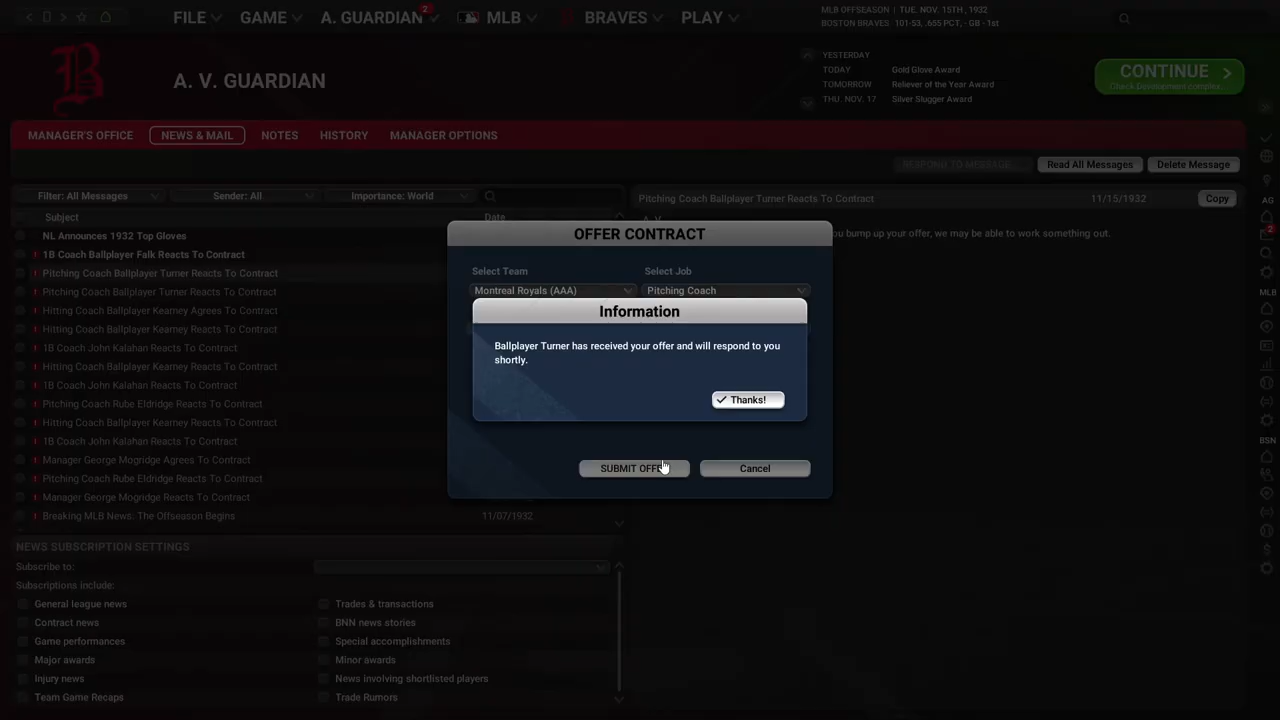 FILE GAME A. GUARDIAN 2 MLB BRAVES PLAY
MLB OFFSEASON | TUE. NOV. 15TH, 1932
BOSTON BRAVES 101-53, .655 PCT, - GB - 1st
A. V. GUARDIAN
YESTERDAY
TODAY Gold Glove Award
TOMORROW Reliever of the Year Award
THU. NOV. 17 Silver Slugger Award
CONTINUE
Check Development complex...
MANAGER'S OFFICE NEWS & MAIL NOTES HISTORY MANAGER OPTIONS
RESPOND TO MESSAGE... Read All Messages Delete Message
Filter: All Messages Sender: All Importance: World
Subject Date
NL Announces 1932 Top Gloves
! 1B Coach Ballplayer Falk Reacts To Contract
! Pitching Coach Ballplayer Turner Reacts To Contract
! Pitching Coach Ballplayer Turner Reacts To Contract
! Hitting Coach Ballplayer Kearney Agrees To Contract
! Hitting Coach Ballplayer Kearney Reacts To Contract
! 1B Coach John Kalahan Reacts To Contract
! Hitting Coach Ballplayer Kearney Reacts To Contract
! 1B Coach John Kalahan Reacts To Contract
! Pitching Coach Rube Eldridge Reacts To Contract
! Hitting Coach Ballplayer Kearney Reacts To Contract
! 1B Coach John Kalahan Reacts To Contract
! Manager George Mogridge Agrees To Contract
! Pitching Coach Rube Eldridge Reacts To Contract
! Manager George Mogridge Reacts To Contract
! Breaking MLB News: The Offseason Begins 11/07/1932
Pitching Coach Ballplayer Turner Reacts To Contract 11/15/1932 Copy
you bump up your offer, we may be able to work something out.
OFFER CONTRACT
Select Team Select Job
Montreal Royals (AAA) Pitching Coach
Information
Ballplayer Turner has received your offer and will respond to you
shortly.
Thanks!
SUBMIT OFFE Cancel
NEWS SUBSCRIPTION SETTINGS
Subscribe to:
Subscriptions include:
General league news Trades & transactions
Contract news BNN news stories
Game performances Special accomplishments
Major awards Minor awards
Injury news News involving shortlisted players
Team Game Recaps Trade Rumors
AG
2
MLB
BSN